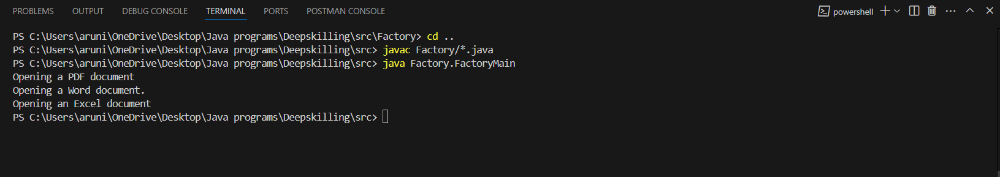 PROBLEMS OUTPUT DEBUG CONSOLE TERMINAL PORTS POSTMAN CONSOLE powershell
PS C:\Users\aruni\OneDrive\Desktop\Java programs\Deepskilling\src\Factory> cd ..
PS C:\Users\aruni\OneDrive\Desktop\Java programs\Deepskilling\src> javac Factory/*.java
PS C:\Users\aruni\OneDrive\Desktop\Java programs\Deepskilling\src> java Factory.FactoryMain
Opening a PDF document
Opening a Word document.
Opening an Excel document
PS C:\Users\aruni\OneDrive\Desktop\Java programs\Deepskilling\src>